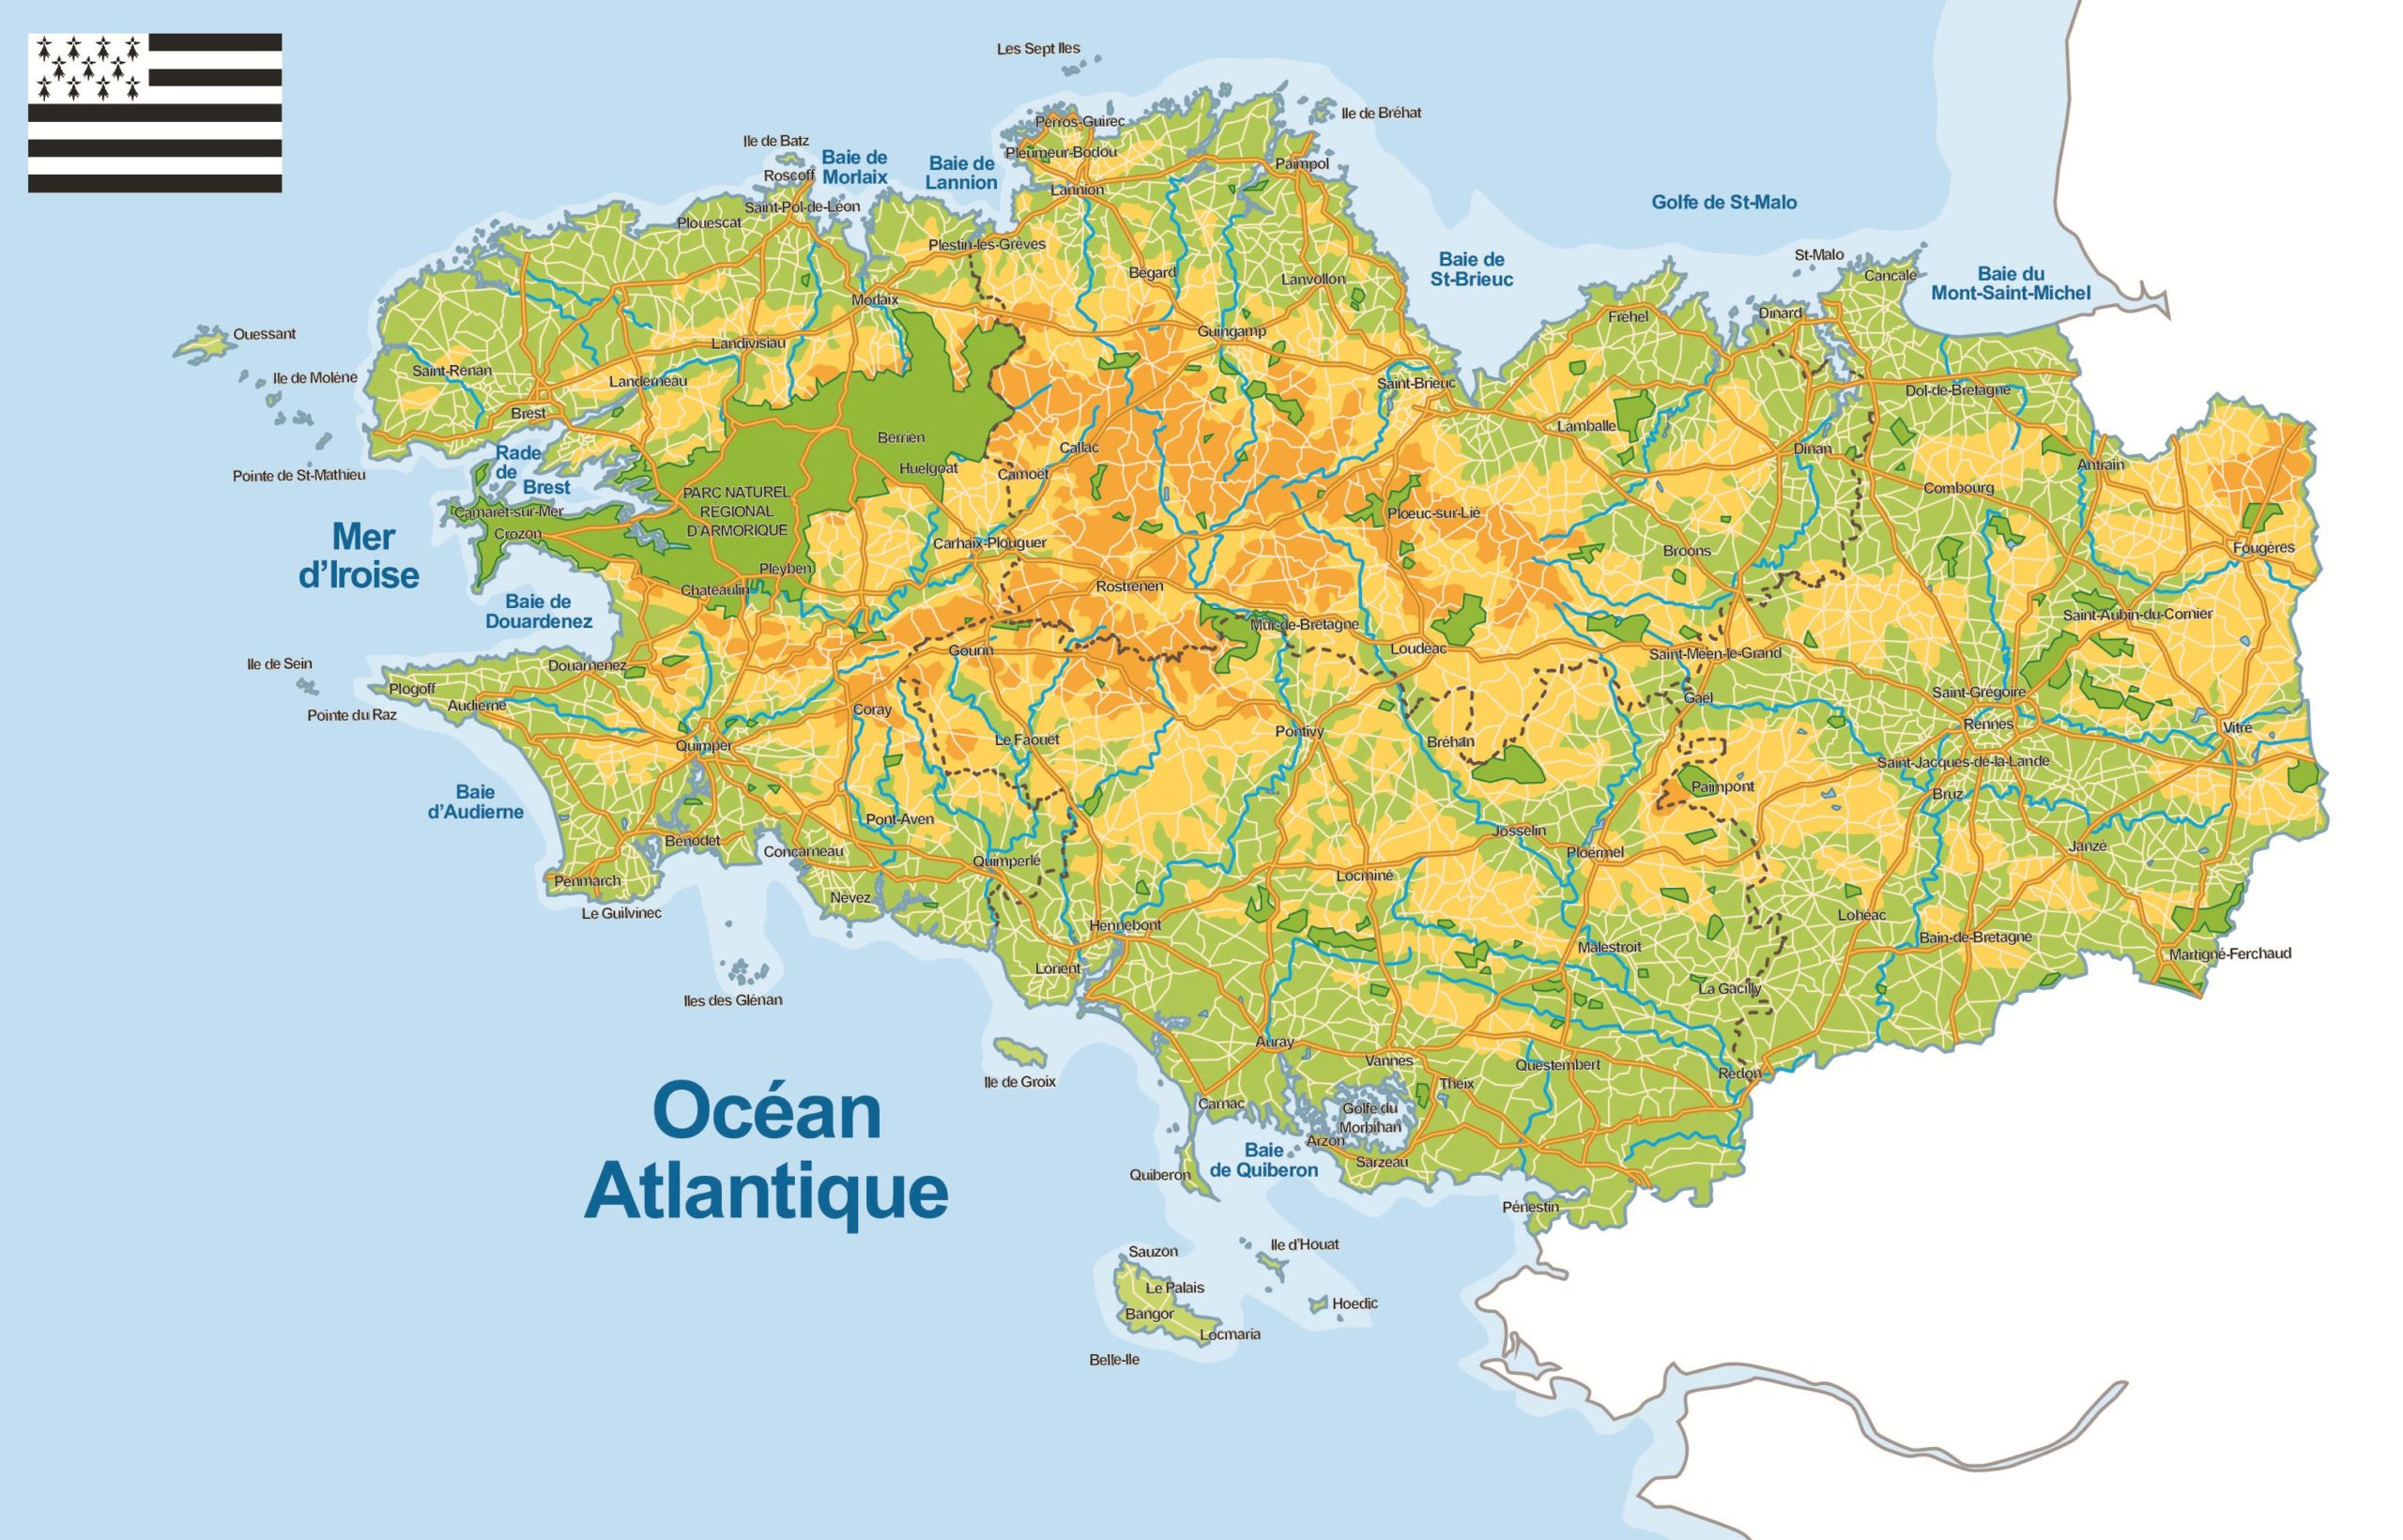 Les Sept Iles
Ile de Bréhat
Perros-Guirec
Pleumeur-Bodou
Ile de Batz
Baie de
Morlaix
Baie de
Lannion
Paimpol
Roscoff
Lannion
Saint-Pol-de-Léon
Golfe de St-Malo
Plouescat
Plestin-les-Grèves
St-Malo
Baie de
St-Brieuc
Bégard
Lanvollon
Cancale
Baie du
Mont-Saint-Michel
Morlaix
Dinard
Fréhel
Ouessant
Guingamp
Landivisiau
Saint-Renan
Ile de Molène
Landerneau
Saint-Brieuc
Dol-de-Bretagne
Brest
Lamballe
Berrien
Callac
Dinan
Rade
de
Brest
Huelgoat
Camoët
Antrain
Pointe de St-Mathieu
Combourg
PARC NATUREL
REGIONAL
D'ARMORIQUE
Camaret-sur-Mer
Crozon
Ploeuc-sur-Lié
Mer
d'Iroise
Carhaix-Plouguer
Broons
Fougères
Pleyben
Chateaulin
Rostrenen
Baie de
Douardenez
Mur-de-Bretagne
Saint-Aubin-du-Cornier
Gourin
Loudéac
Saint-Méen-le-Grand
Ile de Sein
Douarnenez
Plogoff
Saint-Grégoire
Gaël
Audierne
Pointe du Raz
Coray
Rennes
Vitré
Quimper
Le Faouët
Pontivy
Bréhan
Saint-Jacques-de-la-Lande
Paimpont
Bruz
Baie
d'Audierne
Pont-Aven
Josselin
Bénodet
Concarneau
Ploërmel
Janzé
Quimperlé
Locminé
Penmarch
Névez
Le Guilvinec
Lohéac
Hennebont
Bain-de-Bretagne
Malestroit
Martigné-Ferchaud
Lorient
La Gacilly
Iles des Glénan
Auray
Vannes
Questembert
Redon
Ile de Groix
Theix
Carnac
Golfe du
Morbihan
Arzon
Océan
Atlantique
Baie
de Quiberon
Sarzeau
Quiberon
Pénestin
Sauzon
Ile d'Houat
Le Palais
Hoedic
Bangor
Locmaria
Belle-Ile